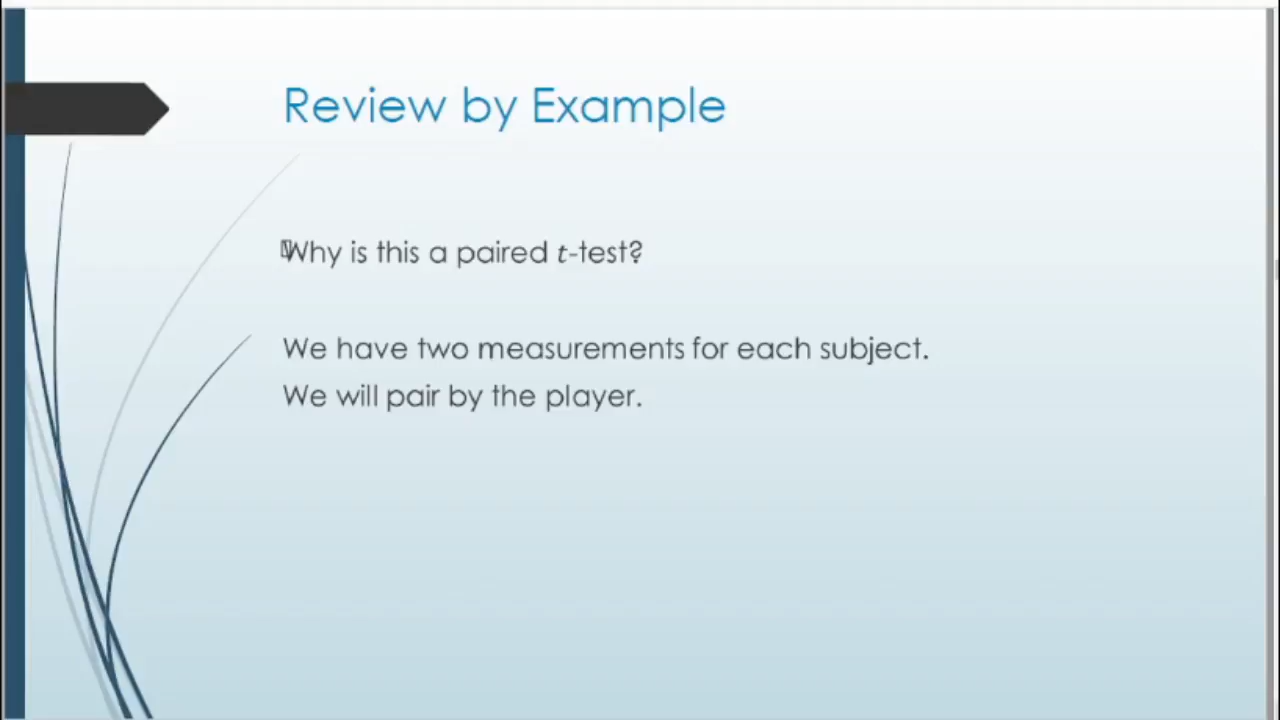 Review by Example
Why is this a paired t-test?
We have two measurements for each subject.
We will pair by the player.